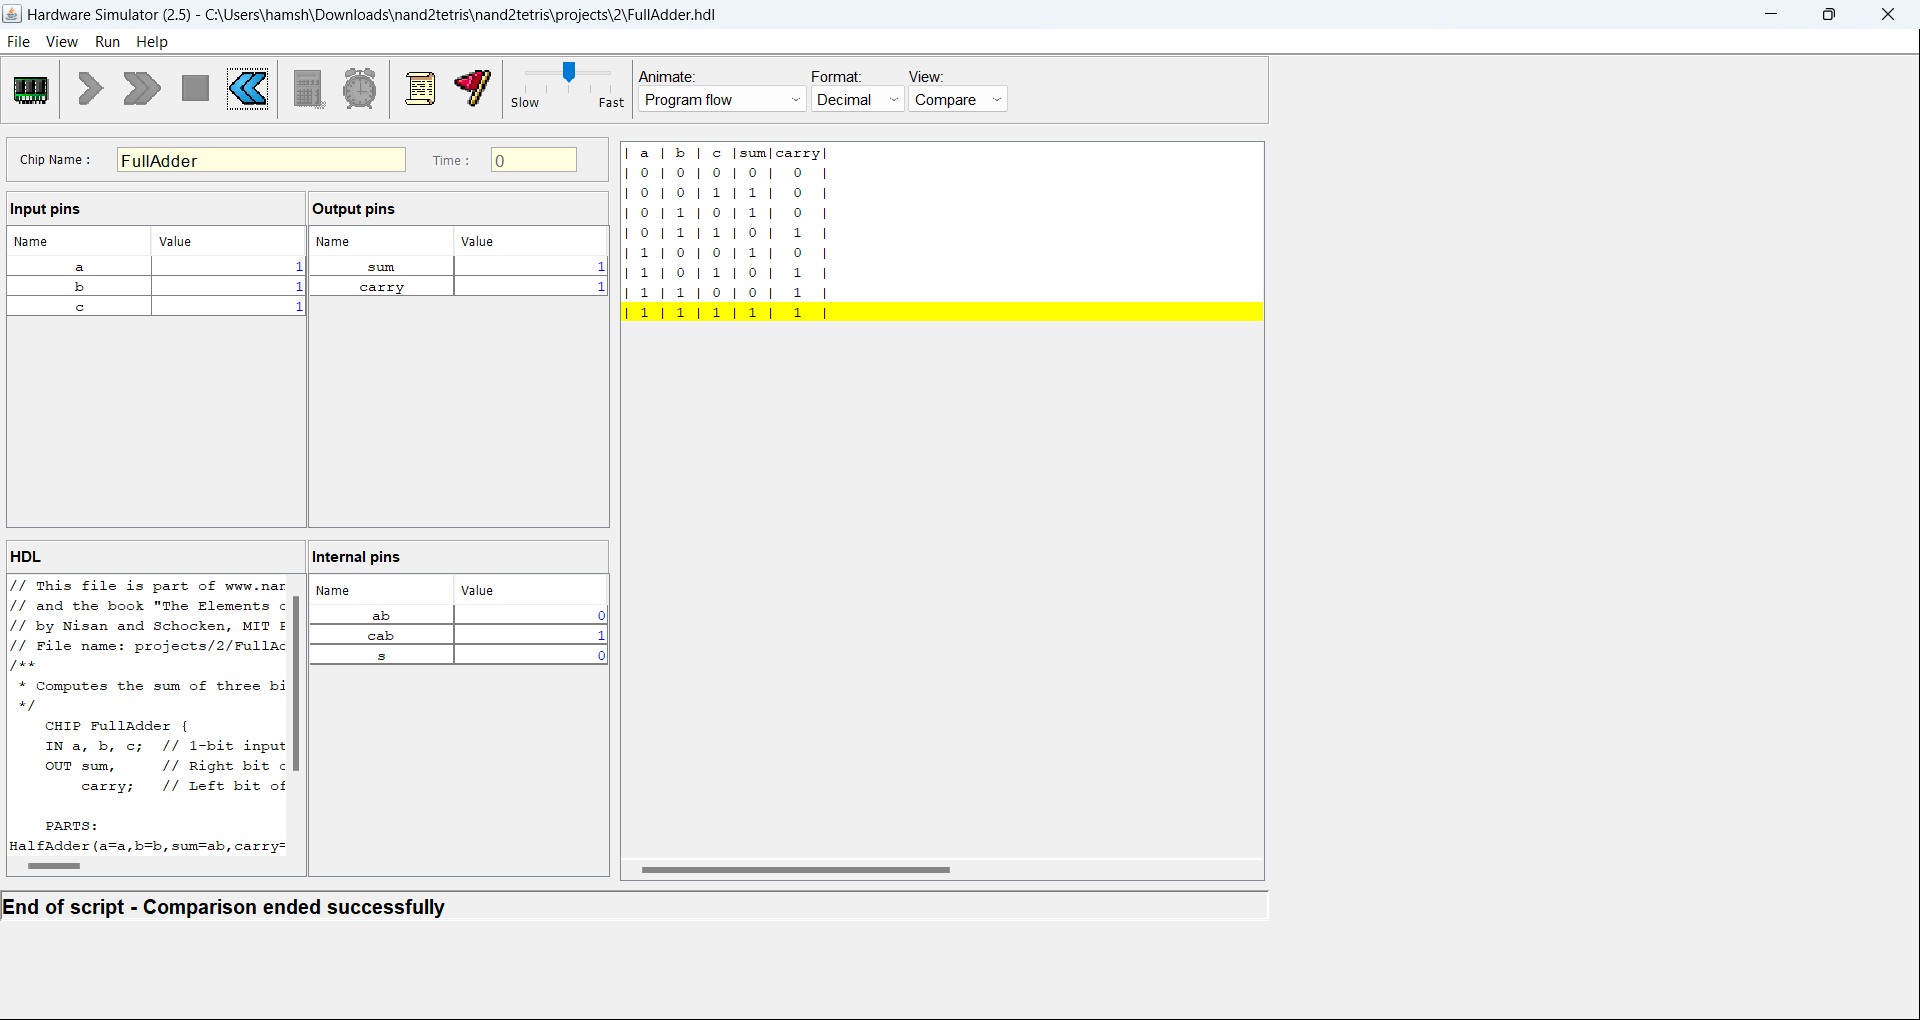 Hardware Simulator (2.5) - C:\Users\hamsh\Downloads\nand2tetris\nand2tetris\projects\2\FullAdder.hdl
File View Run Help
Slow Fast
Animate: Format: View:
Program flow Decimal Compare
Chip Name : FullAdder Time : 0
Input pins
Name Value
a 1
b 1
c 1
Output pins
Name Value
sum 1
carry 1
HDL
// This file is part of www.nan
// and the book "The Elements
// by Nisan and Schocken, MIT
// File name: projects/2/FullAd
/**
* Computes the sum of three bi
*/
CHIP FullAdder {
IN a, b, c; // 1-bit input
OUT sum, // Right bit
carry; // Left bit of
PARTS:
HalfAdder(a=a,b=b,sum=ab,carry=
Internal pins
Name Value
ab 0
cab 1
s 0
| a | b | c |sum|carry|
| 0 | 0 | 0 | 0 | 0 |
| 0 | 0 | 1 | 1 | 0 |
| 0 | 1 | 0 | 1 | 0 |
| 0 | 1 | 1 | 0 | 1 |
| 1 | 0 | 0 | 1 | 0 |
| 1 | 0 | 1 | 0 | 1 |
| 1 | 1 | 0 | 0 | 1 |
| 1 | 1 | 1 | 1 | 1 |
End of script - Comparison ended successfully